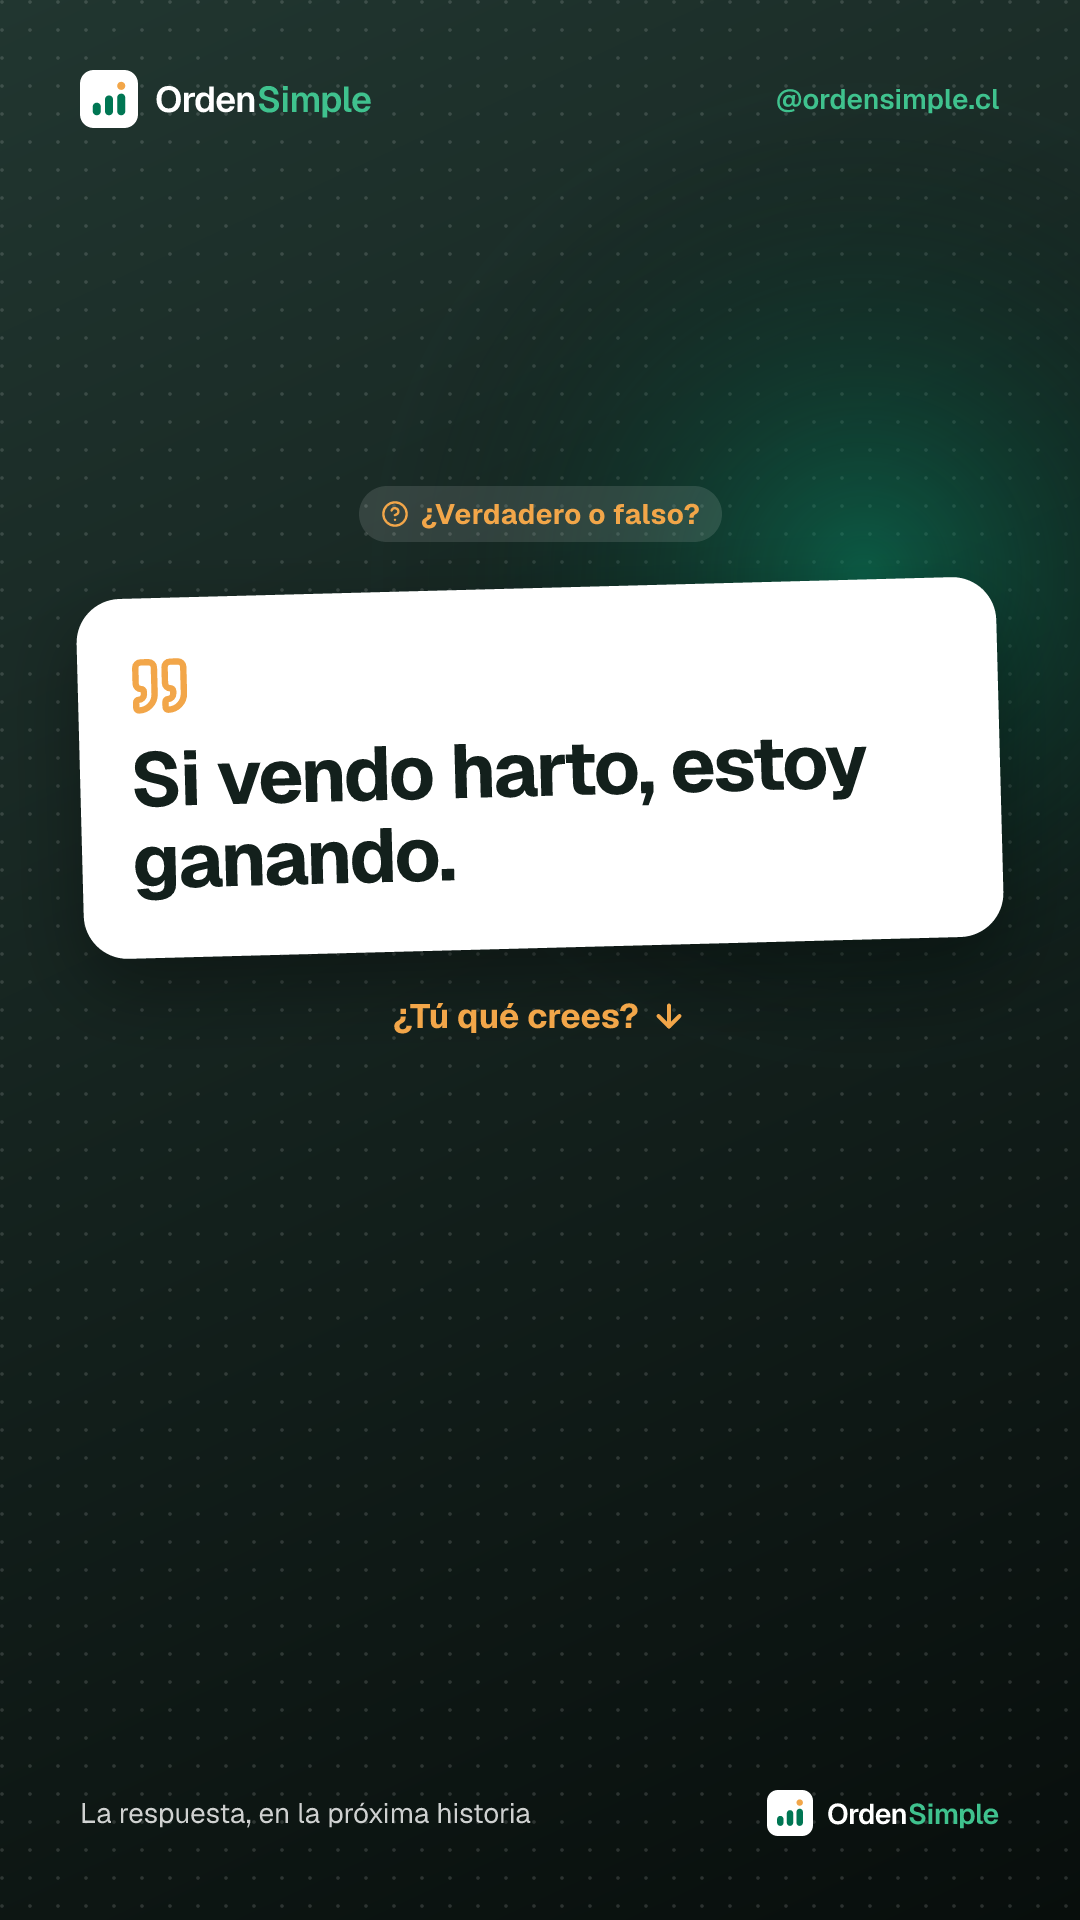 OrdenSimple
@ordensimple.cl
¿Verdadero o falso?
Si vendo harto, estoy
ganando.
¿Tú qué crees? ↓
La respuesta, en la próxima historia
OrdenSimple